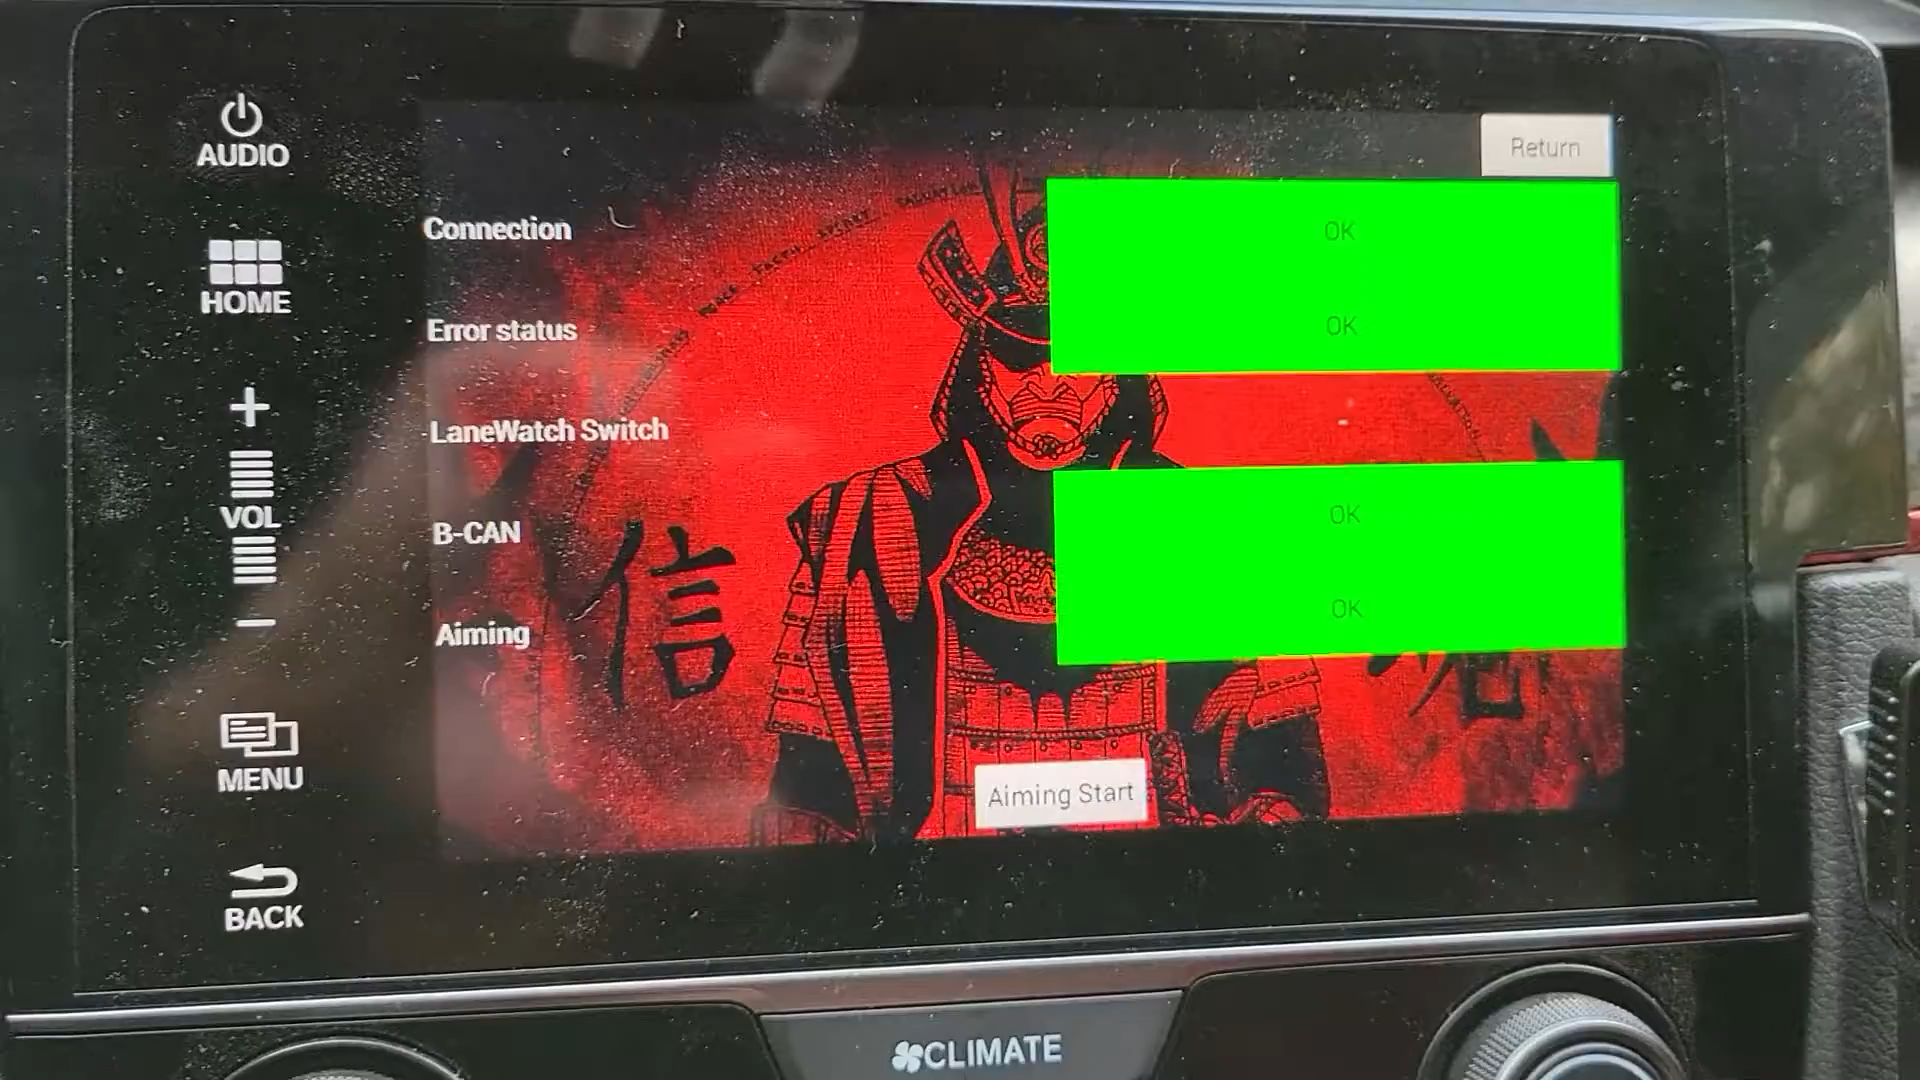 AUDIO
Return
Connection OK
HOME
Error status OK
LaneWatch Switch
VOL
B-CAN OK
信
Aiming OK
MENU
Aiming Start
BACK
CLIMATE